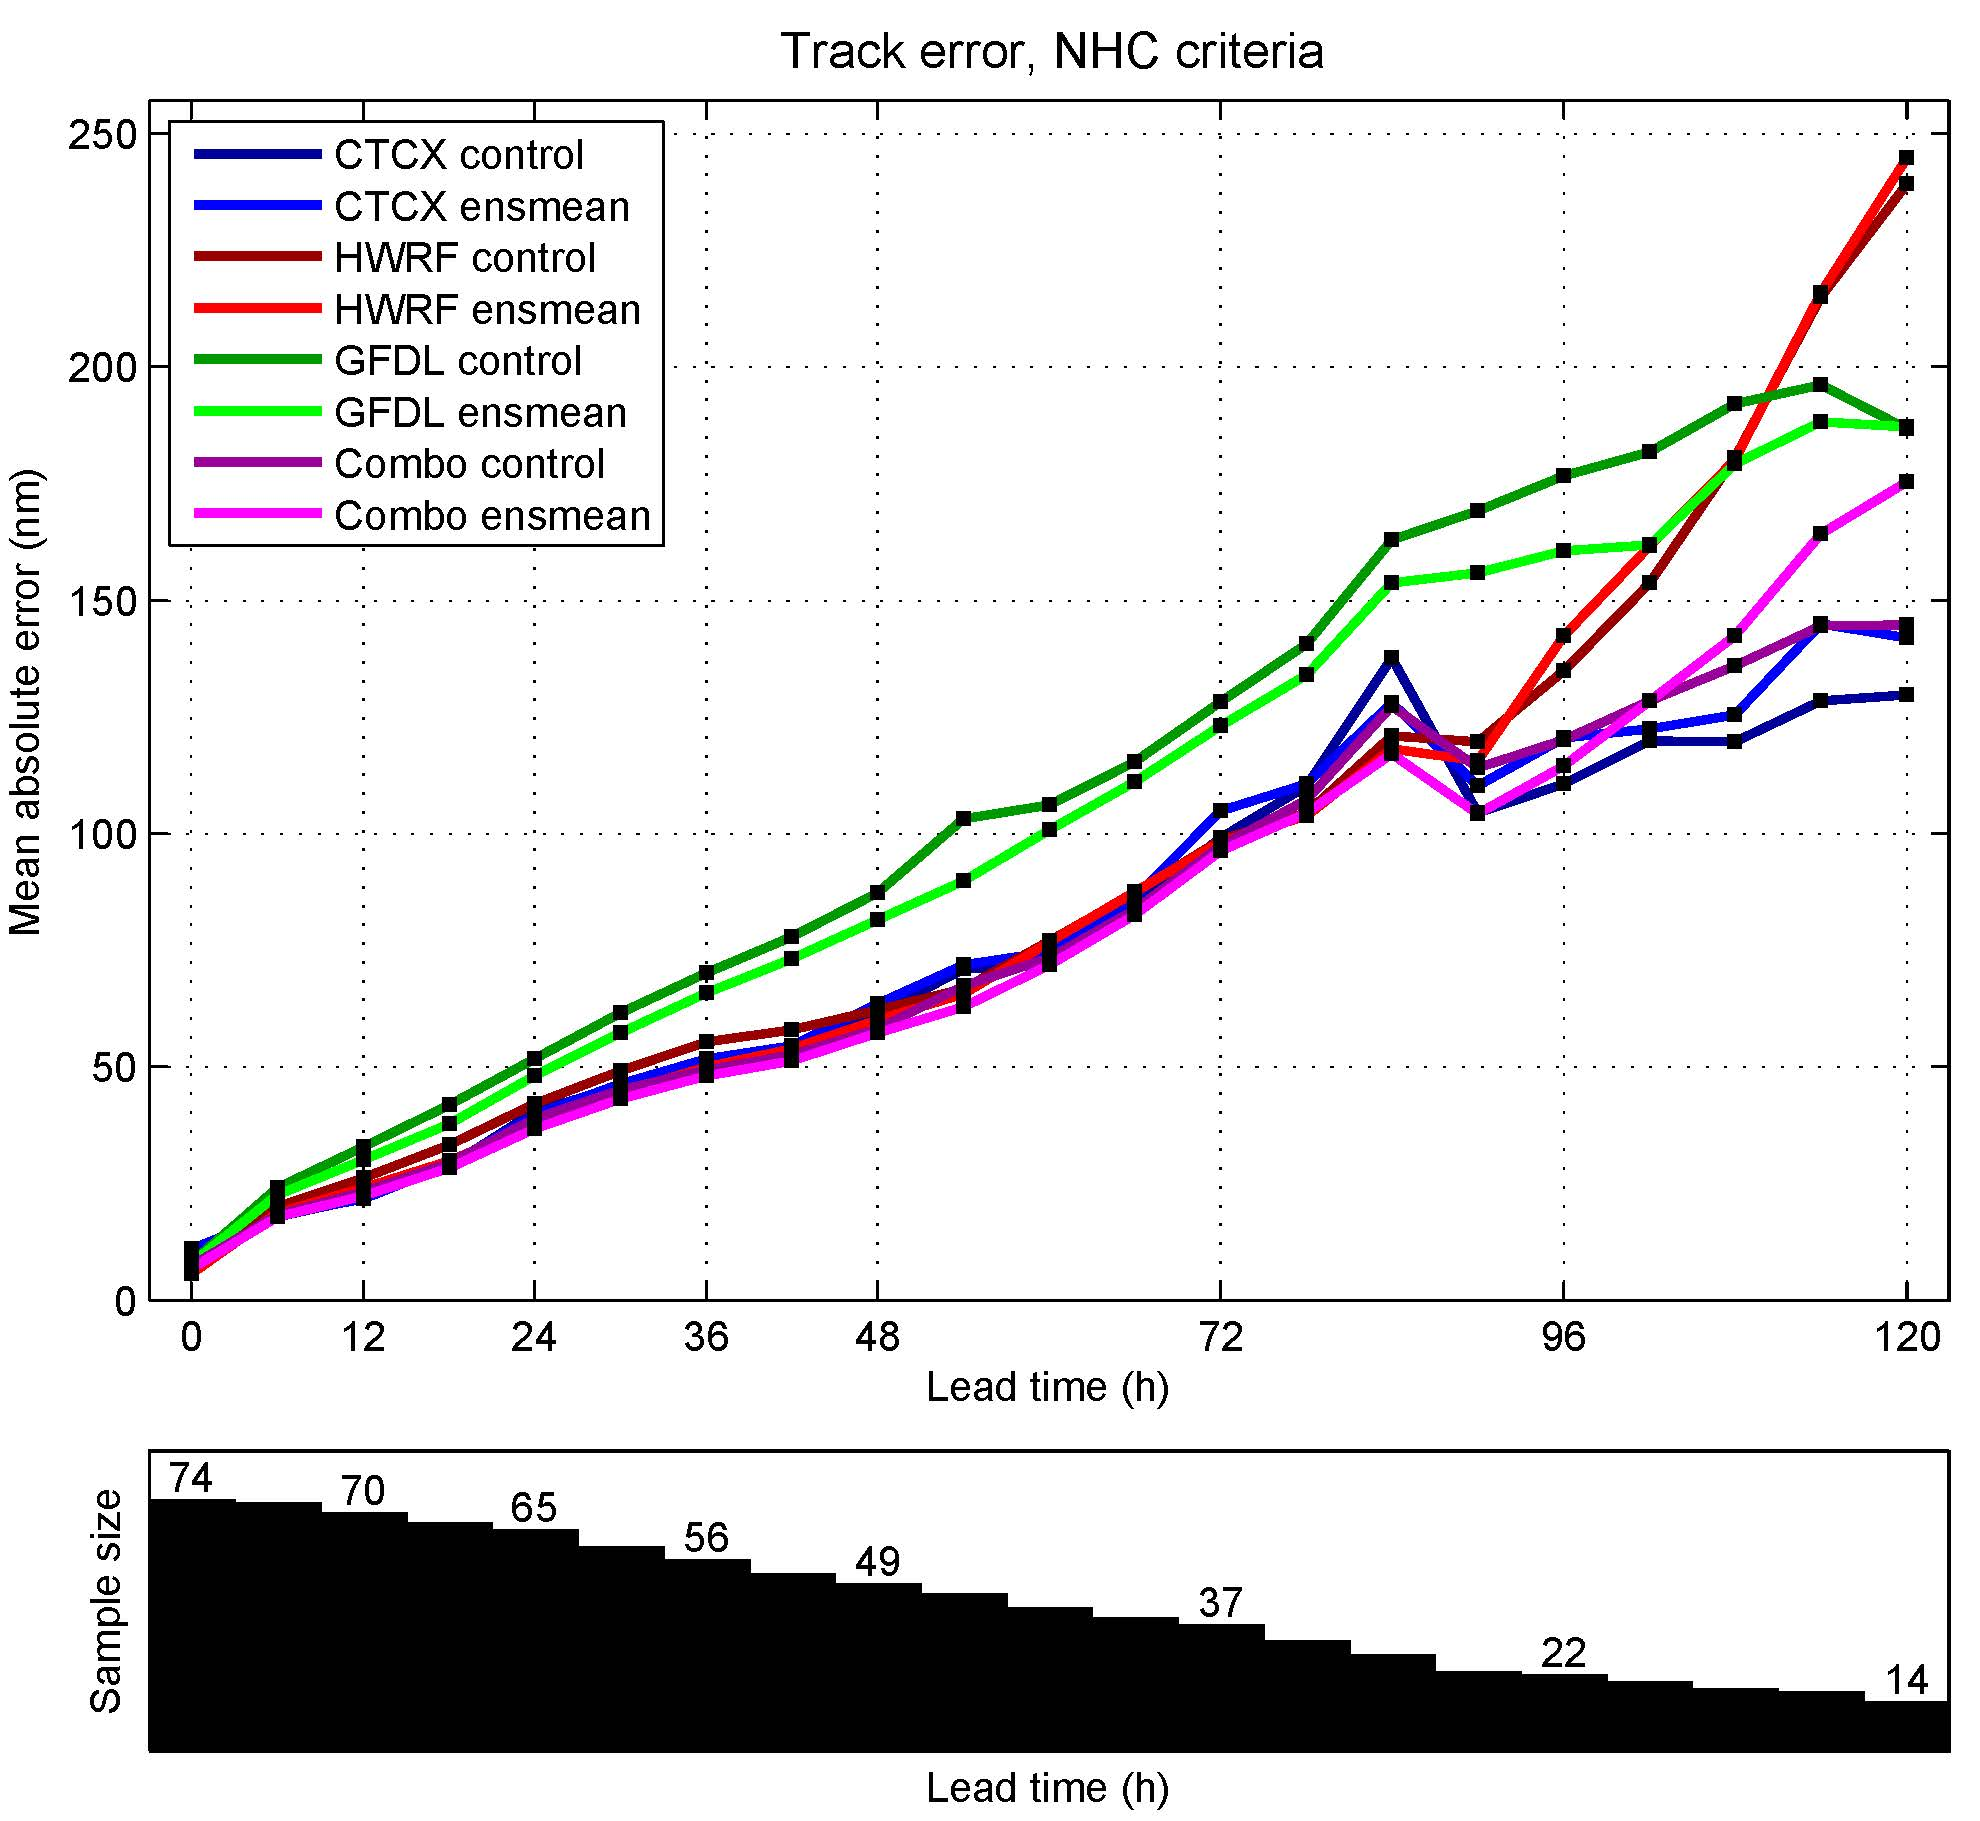 Track error, NHC criteria
250
200
150
100
50
0
Mean absolute error (nm)
CTCX control
CTCX ensmean
HWRF control
HWRF ensmean
GFDL control
GFDL ensmean
Combo control
Combo ensmean
0 12 24 36 48 72 96 120
Lead time (h)
Sample size
74 70 65 56 49 37 22 14
Lead time (h)